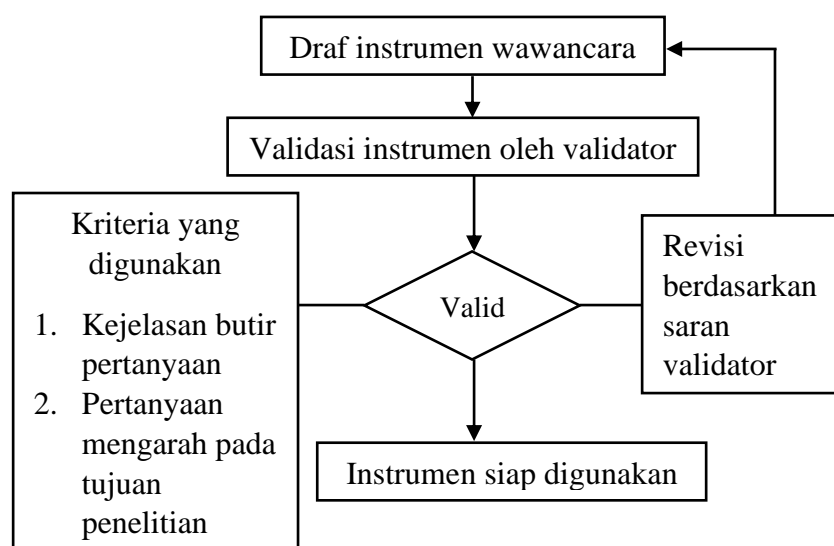 Draf instrumen wawancara
Validasi instrumen oleh validator
Kriteria yang
digunakan
1. Kejelasan butir
pertanyaan
2. Pertanyaan
mengarah pada
tujuan
penelitian
Valid
Revisi
berdasarkan
saran
validator
Instrumen siap digunakan